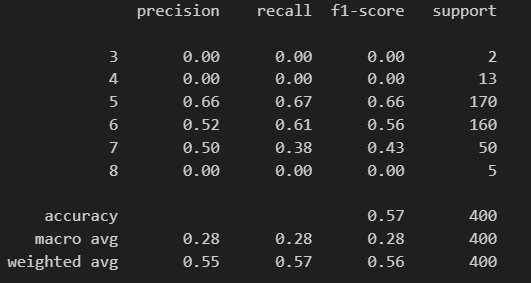 precision recall f1-score support
3 0.00 0.00 0.00 2
4 0.00 0.00 0.00 13
5 0.66 0.67 0.66 170
6 0.52 0.61 0.56 160
7 0.50 0.38 0.43 50
8 0.00 0.00 0.00 5
accuracy 0.57 400
macro avg 0.28 0.28 0.28 400
weighted avg 0.55 0.57 0.56 400